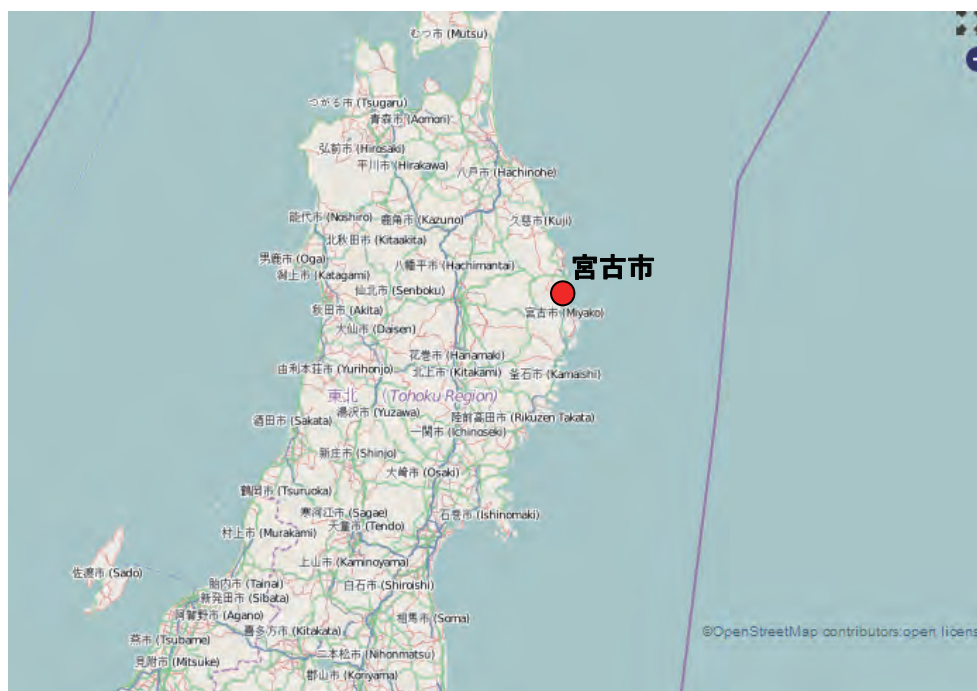 むつ市 (Mutsu)
つがる市 (Tsugaru)
青森市 (Aomori)
弘前市 (Hirosaki)
平川市 (Hirakawa)
八戸市 (Hachinohe)
能代市 (Noshiro)
鹿角市 (Kazuno)
久慈市(Kuji)
北秋田市 (Kitaakita)
男鹿市 (Oga)
八幡平市 (Hachimantai)
宮古市
潟上市 (Katagami)
仙北市 (Senboku)
秋田市 (Akita)
宮古市 (Miyako)
大仙市 (Daisen)
花巻市 (Hanamaki)
由利本荘市 (Yurihonjo)
北上市 (Kitakami)
釜石市 (Kamaishi)
東北 (Tohoku Region)
湯沢市 (Yuzawa)
陸前高田市 (Rikuzen Takata)
酒田市 (Sakata)
一関市 (Ichinoseki)
新庄市 (Shinjo)
大崎市 (Osaki)
鶴岡市 (Tsuruoka)
寒河江市 (Sagae)
石巻市 (Ishinomaki)
天童市 (Tendo)
村上市 (Murakami)
上山市 (Kaminoyama)
佐渡市 (Sado)
胎内市 (Tainai)
白石市 (Shiroishi)
新発田市 (Sibata)
阿賀野市 (Agano)
相馬市 (Soma)
喜多方市 (Kitakata)
©OpenStreetMap contributors open licens
燕市 (Tsubame)
二本松市 (Nihonmatsu)
見附市 (Mitsuke)
郡山市 (Koriyama)